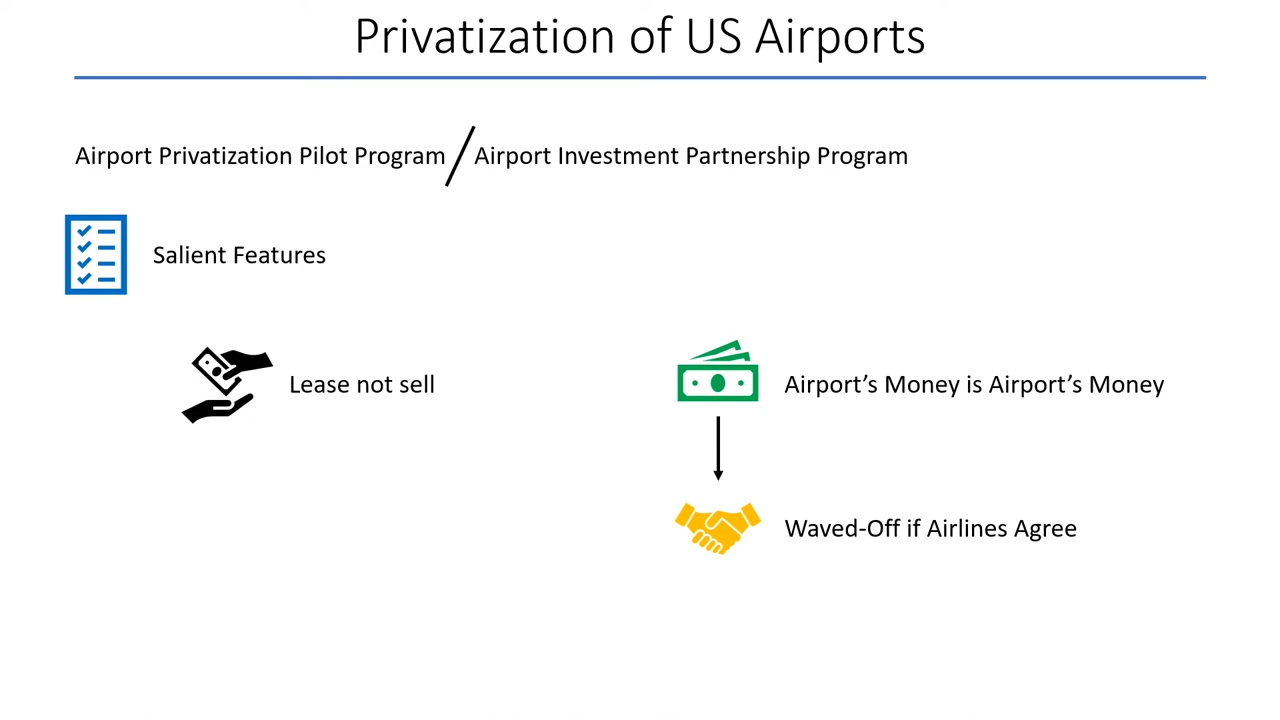 Privatization of US Airports
Airport Privatization Pilot Program / Airport Investment Partnership Program
Salient Features
Lease not sell
Airport’s Money is Airport’s Money
Waved-Off if Airlines Agree